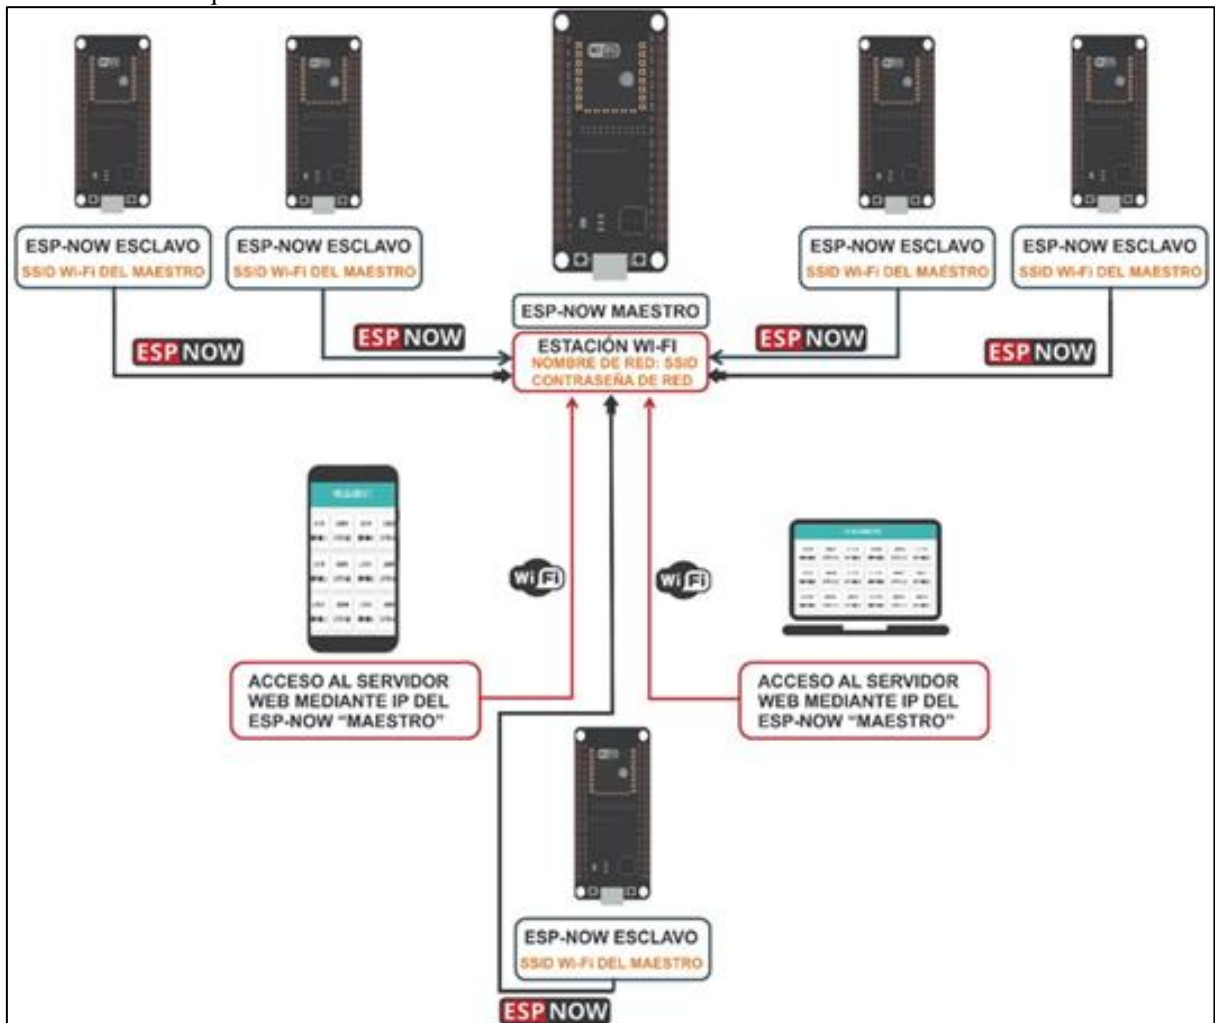 ESP-NOW ESCLAVO
SSID Wi-Fi DEL MAESTRO
ESP-NOW ESCLAVO
SSID Wi-Fi DEL MAESTRO
ESP-NOW ESCLAVO
SSID Wi-Fi DEL MAESTRO
ESP-NOW ESCLAVO
SSID Wi-Fi DEL MAESTRO
ESP-NOW MAESTRO
ESP NOW
ESP NOW
ESP NOW
ESP NOW
ESTACIÓN WI-FI
NOMBRE DE RED: SSID
CONTRASEÑA DE RED
Wi Fi
Wi Fi
ACCESO AL SERVIDOR
WEB MEDIANTE IP DEL
ESP-NOW “MAESTRO”
ACCESO AL SERVIDOR
WEB MEDIANTE IP DEL
ESP-NOW “MAESTRO”
ESP-NOW ESCLAVO
SSID Wi-Fi DEL MAESTRO
ESP NOW